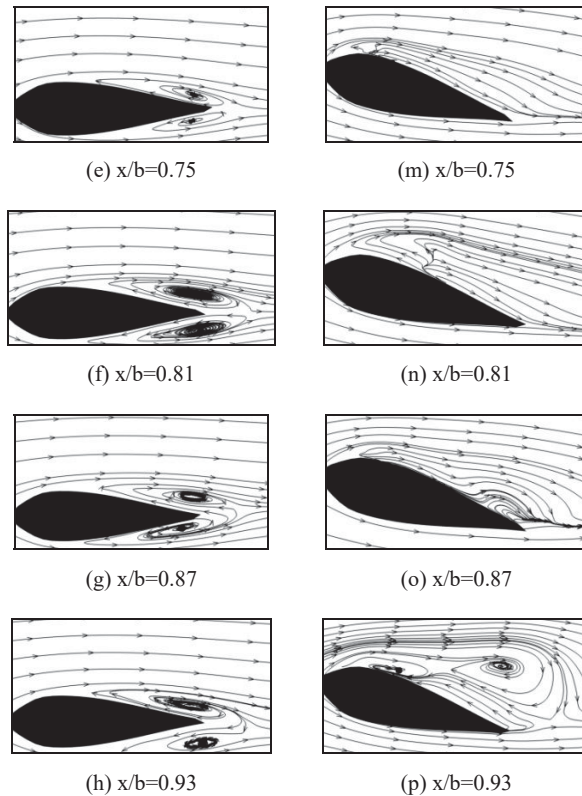 (e) x/b=0.75
(m) x/b=0.75
(f) x/b=0.81
(n) x/b=0.81
(g) x/b=0.87
(o) x/b=0.87
(h) x/b=0.93
(p) x/b=0.93